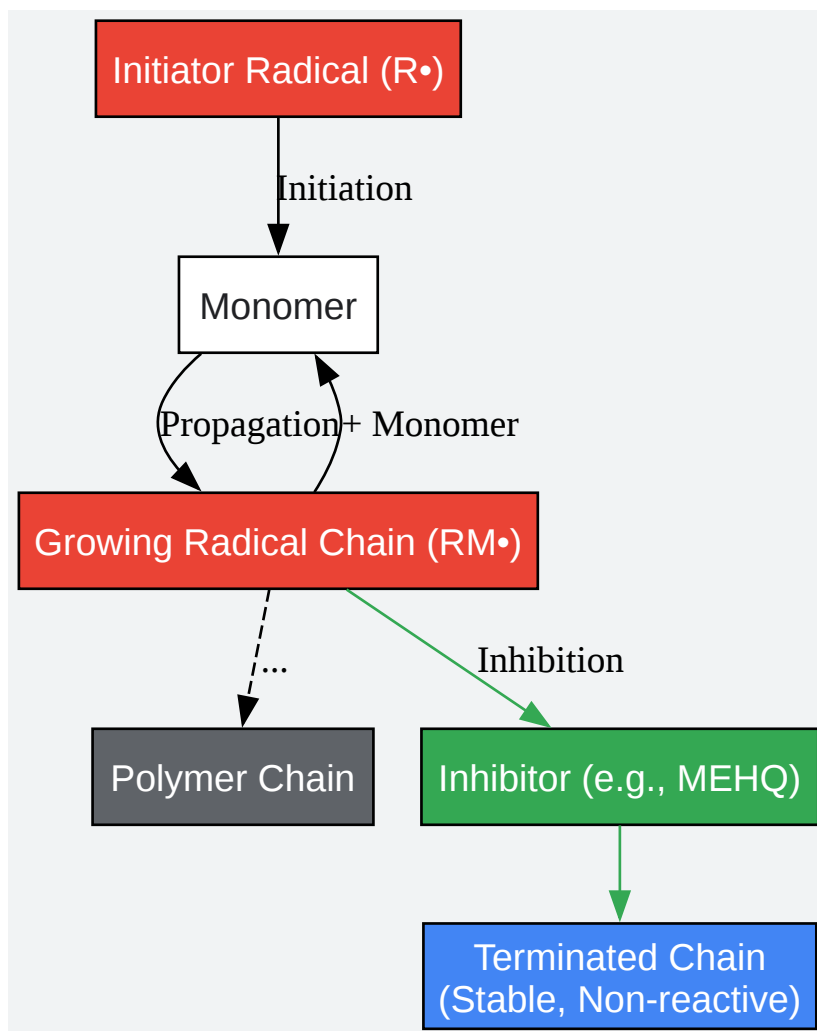 Initiator Radical (R•)
Initiation
Monomer
Propagation
+ Monomer
Growing Radical Chain (RM•)
...
Inhibition
Polymer Chain
Inhibitor (e.g., MEHQ)
Terminated Chain
(Stable, Non-reactive)